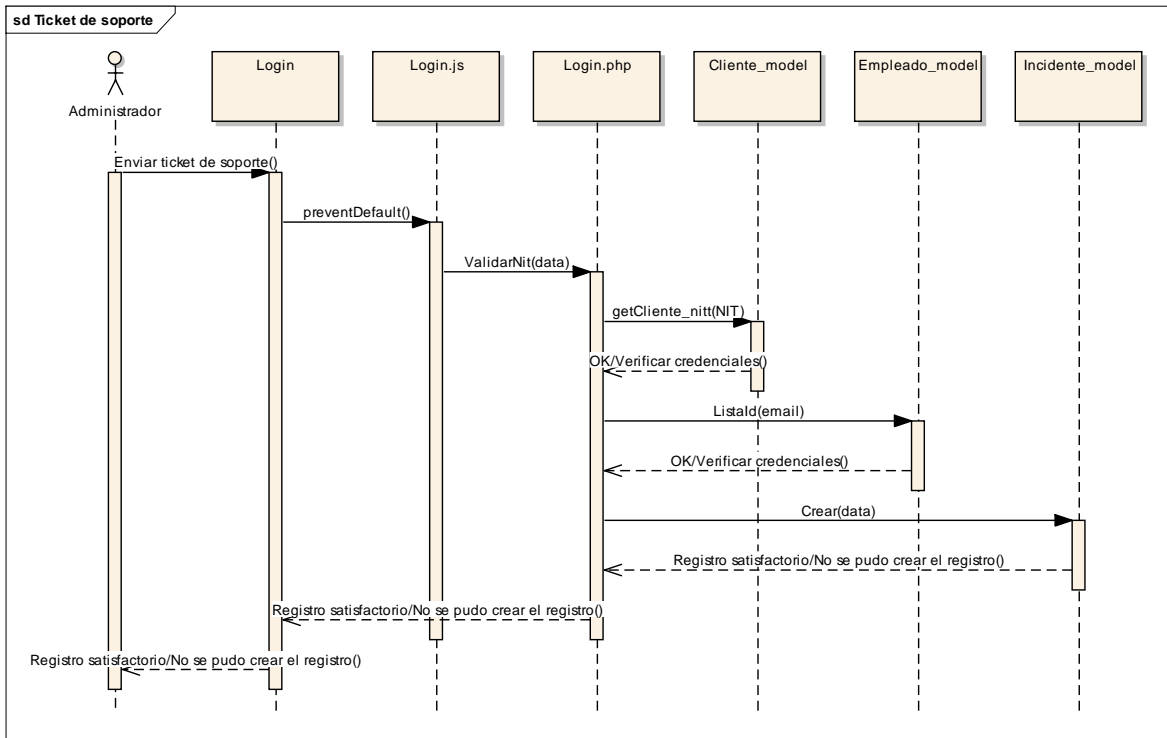 sd Ticket de soporte
Administrador
Login
Login.js
Login.php
Cliente_model
Empleado_model
Incidente_model
Enviar ticket de soporte()
preventDefault()
ValidarNit(data)
getCliente_nitt(NIT)
OK/Verificar credenciales()
ListaId(email)
OK/Verificar credenciales()
Crear(data)
Registro satisfactorio/No se pudo crear el registro()
Registro satisfactorio/No se pudo crear el registro()
Registro satisfactorio/No se pudo crear el registro()